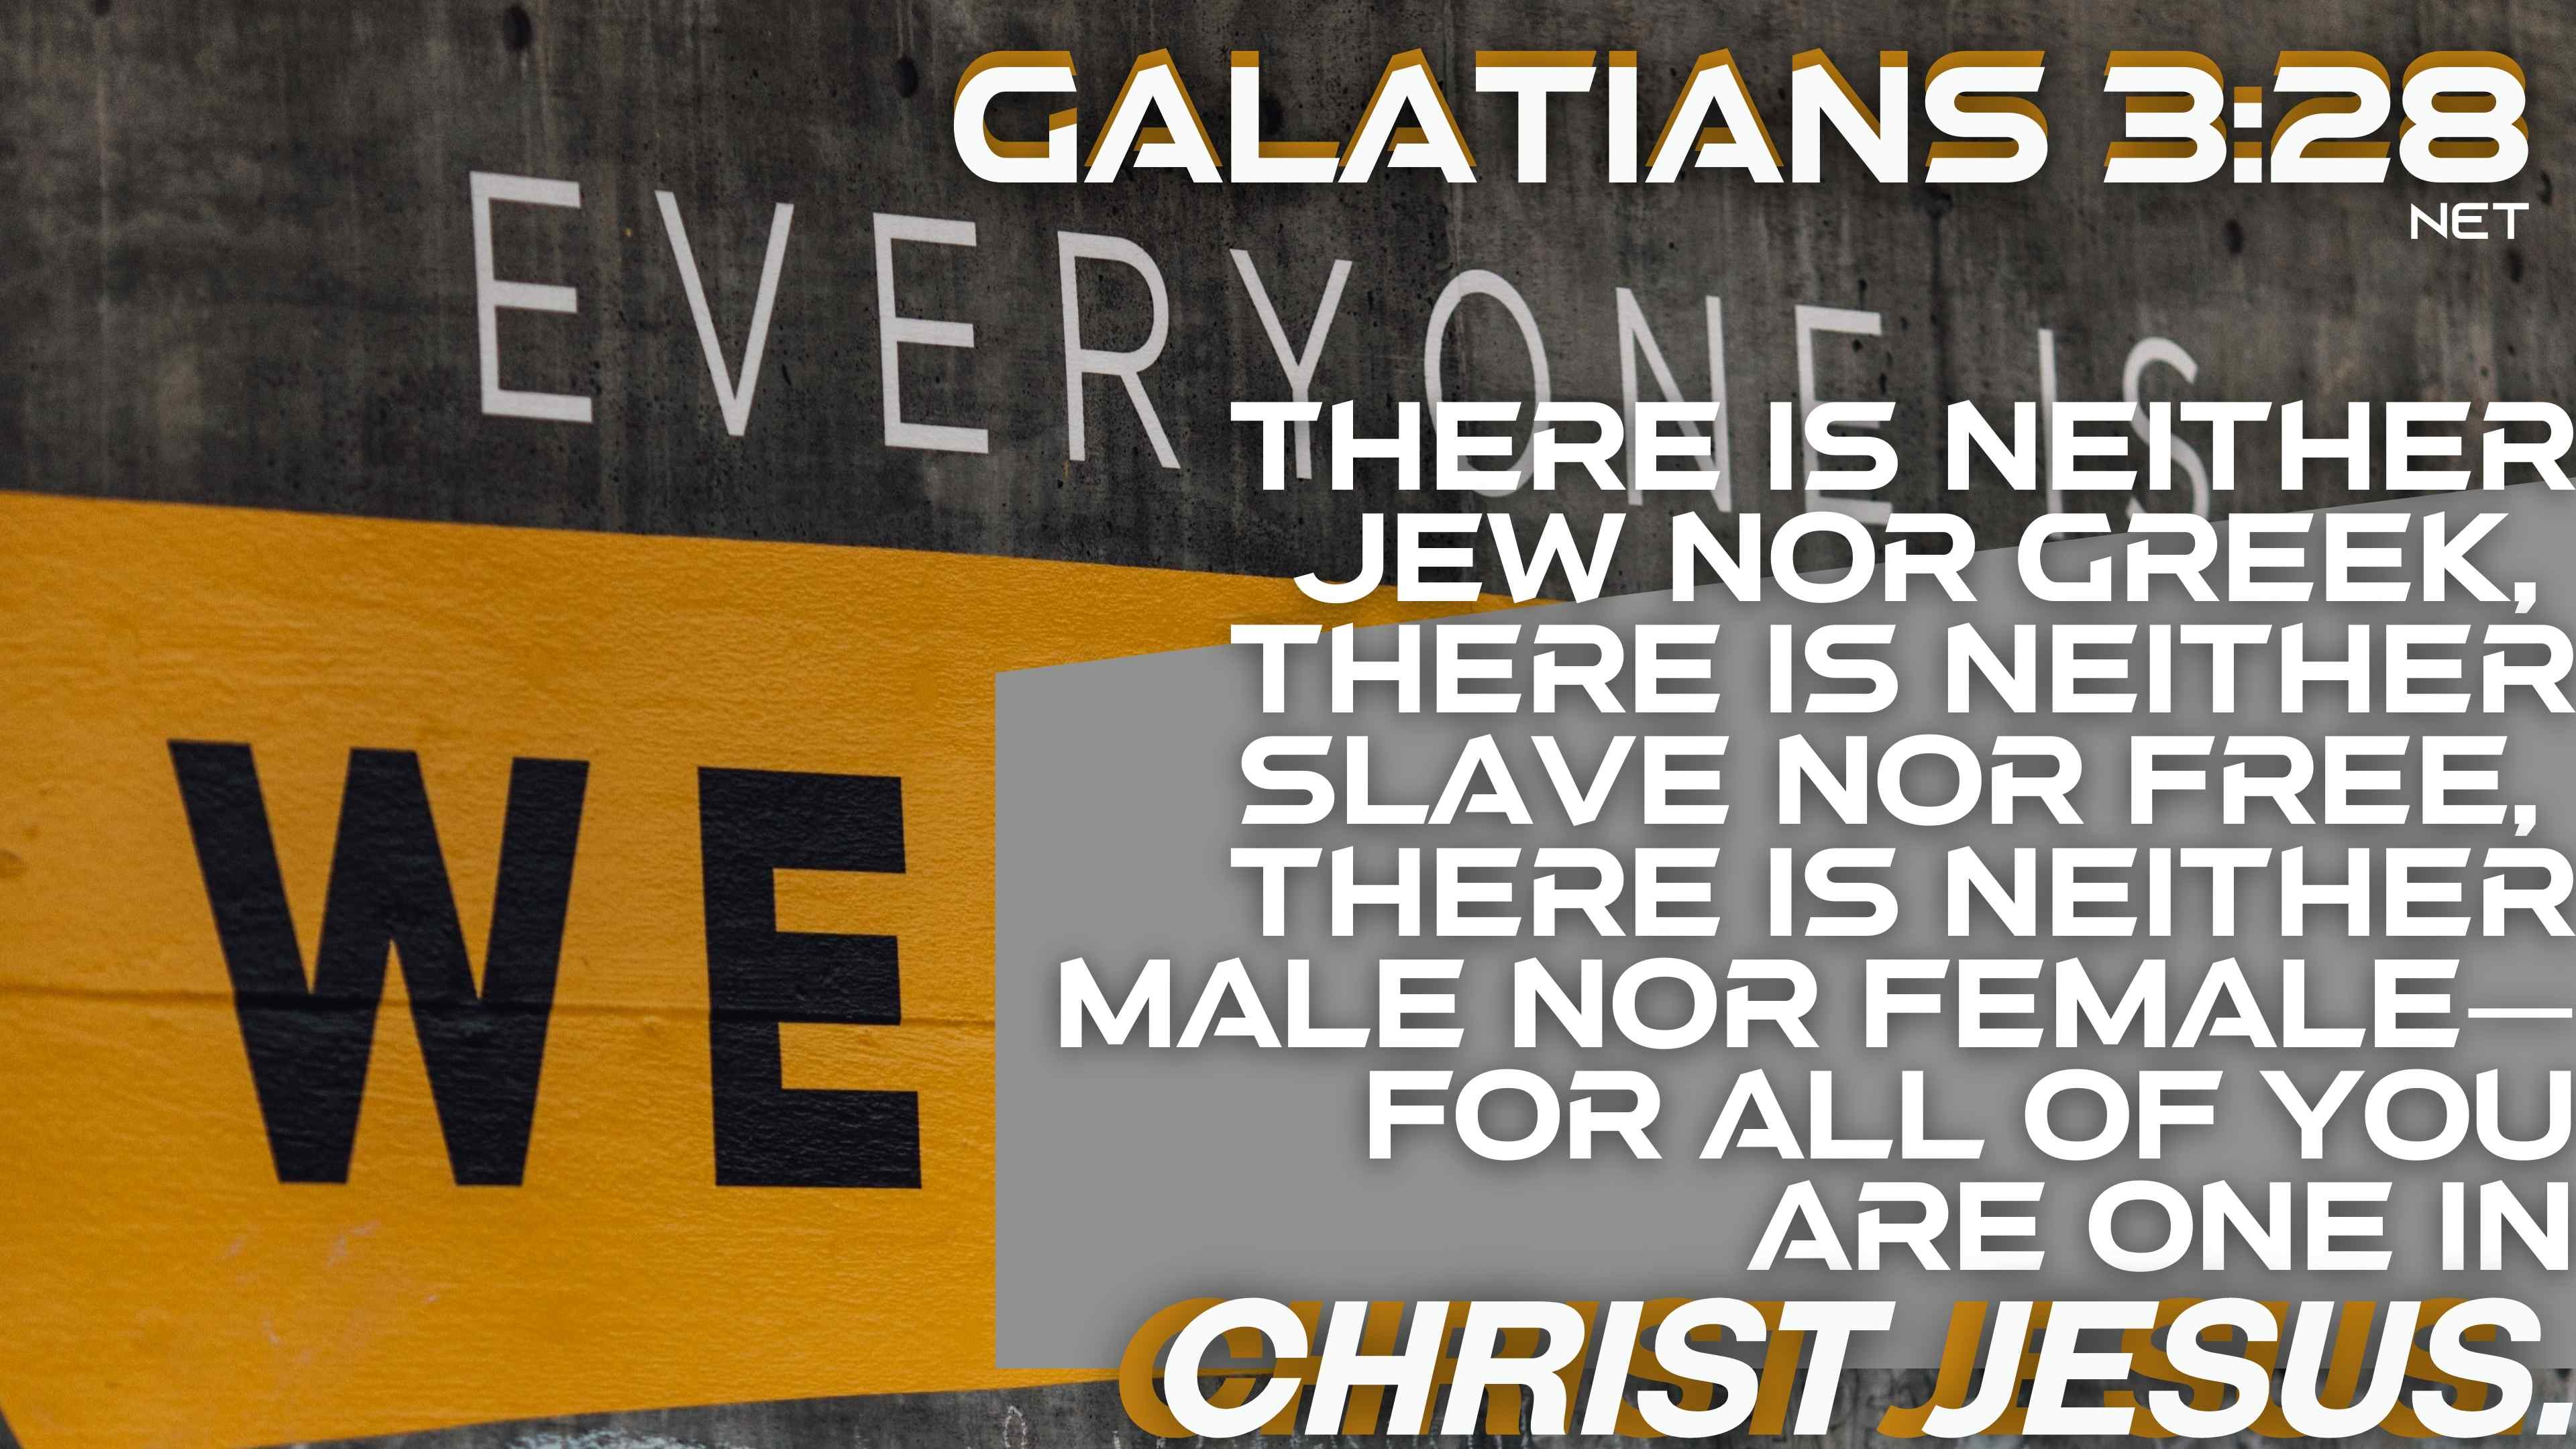 GALATIANS 3:28
NET
EVERYONE IS
THERE IS NEITHER
JEW NOR GREEK,
THERE IS NEITHER
SLAVE NOR FREE,
THERE IS NEITHER
MALE NOR FEMALE—
FOR ALL OF YOU
ARE ONE IN
CHRIST JESUS.
WE